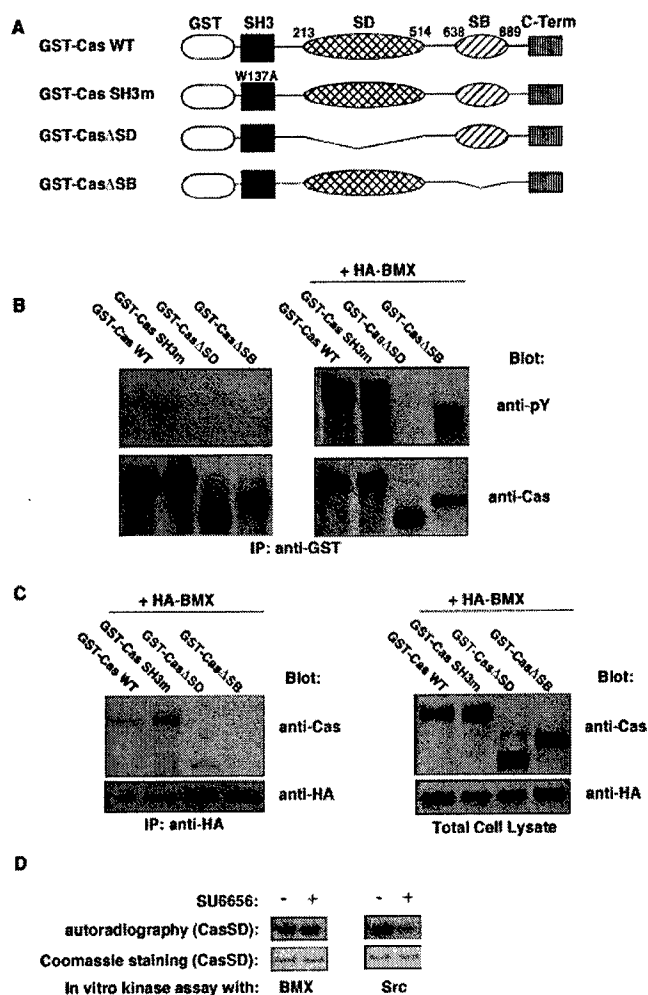 A
GST SH3 SD SB C-Term
213 514 638 889
GST-Cas WT
W137A
GST-Cas SH3m
GST-CasΔSD
GST-CasΔSB
B
+ HA-BMX
GST-Cas WT
GST-Cas SH3m
GST-CasΔSD
GST-CasΔSB
GST-Cas WT
GST-Cas SH3m
GST-CasΔSD
GST-CasΔSB
Blot:
anti-pY
anti-Cas
IP: anti-GST
C
+ HA-BMX
GST-Cas WT
GST-Cas SH3m
GST-CasΔSD
GST-CasΔSB
Blot:
anti-Cas
anti-HA
IP: anti-HA
+ HA-BMX
GST-Cas WT
GST-Cas SH3m
GST-CasΔSD
GST-CasΔSB
Blot:
anti-Cas
anti-HA
Total Cell Lysate
D
SU6656: - + - +
autoradiography (CasSD)
Coomassie staining (CasSD)
In vitro kinase assay with: BMX Src